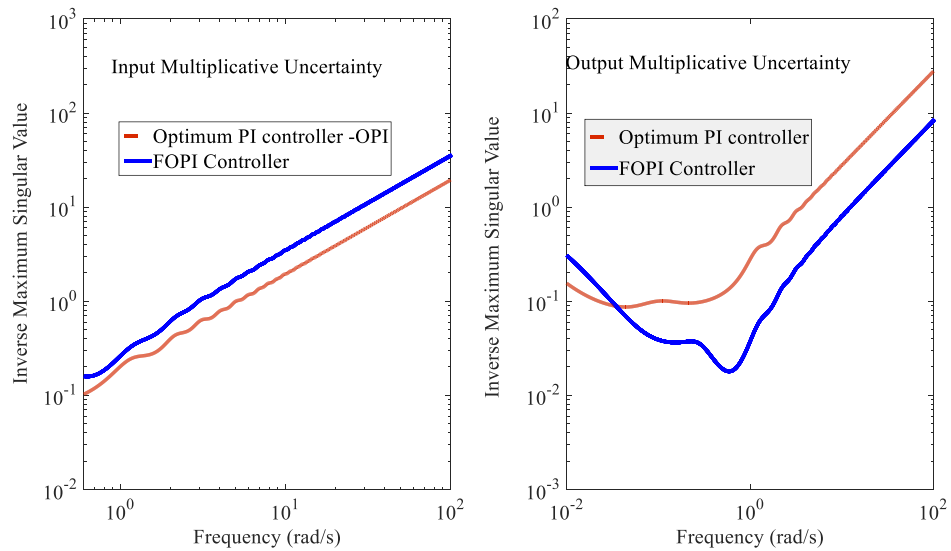 Input Multiplicative Uncertainty
Optimum PI controller -OPI
FOPI Controller
Inverse Maximum Singular Value
10^3
10^2
10^1
10^0
10^-1
10^-2
10^0
10^1
10^2
Frequency (rad/s)
Output Multiplicative Uncertainty
Optimum PI controller
FOPI Controller
Inverse Maximum Singular Value
10^2
10^1
10^0
10^-1
10^-2
10^-3
10^-2
10^0
10^2
Frequency (rad/s)